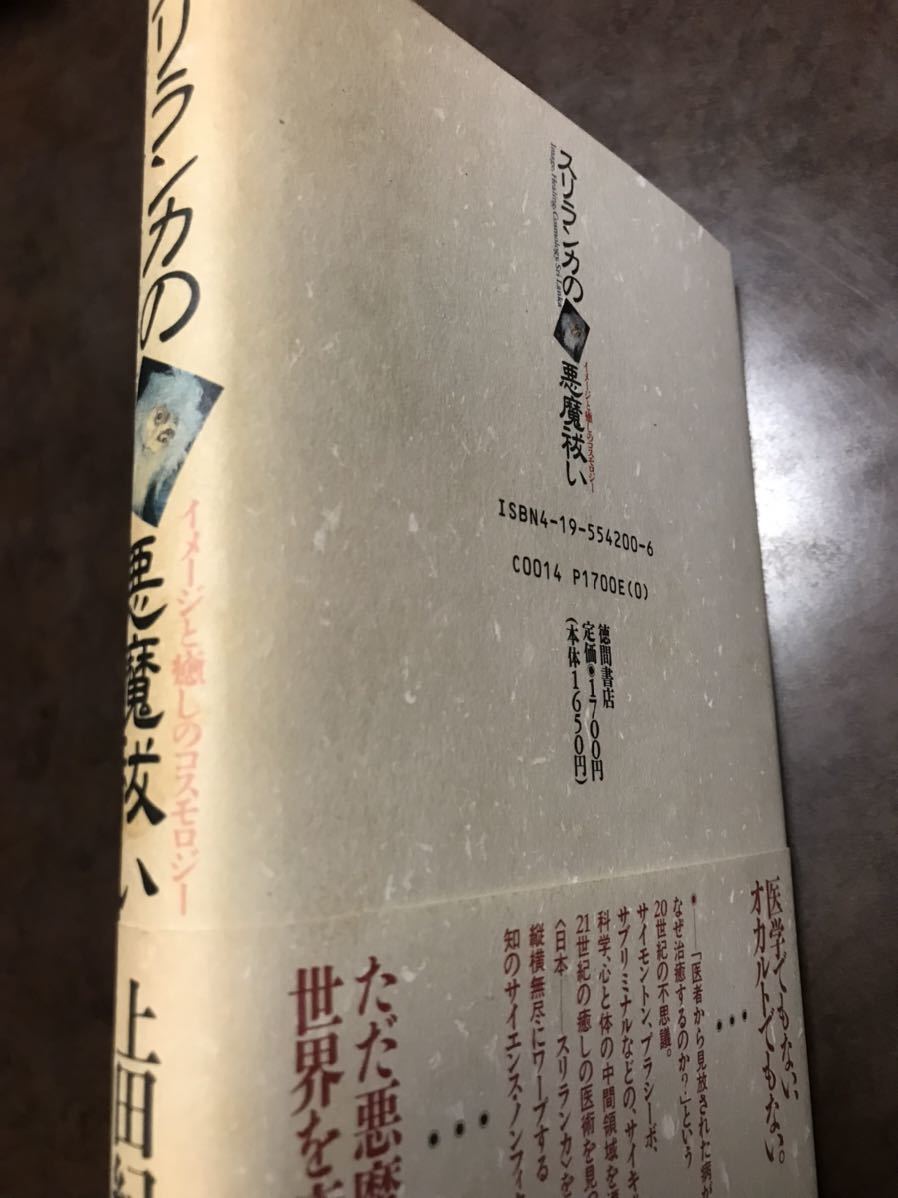 リランカの
悪魔祓い
イメージと癒しのコスモロジー
上田紀
スリランカの
Image, Healing, Cosmology, Sri Lanka
悪魔祓い
イメージと癒しのコスモロジー
ISBN4-19-554200-6
C0014 P1700E(0)
徳間書店
定価●1700円
(本体1650円)
医学でもない、
オカルトでもない。
●——「医者から見放された病が
なぜ治癒するのか?」という
20世紀の不思議。
サイモントン、プラシーボ、
サブリミナルなどの、サイキ
科学、心と体の中間領域を
21世紀の癒しの医術を見つ
〈日本——スリランカ〉を
縦横無尽にワープする
知のサイエンス・ノンフィ
ただ悪魔
世界を